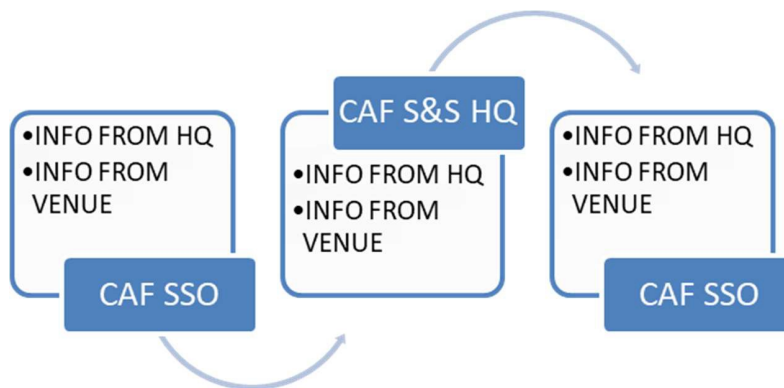 •INFO FROM HQ
•INFO FROM
VENUE
CAF SSO
CAF S&S HQ
•INFO FROM HQ
•INFO FROM
VENUE
•INFO FROM HQ
•INFO FROM
VENUE
CAF SSO